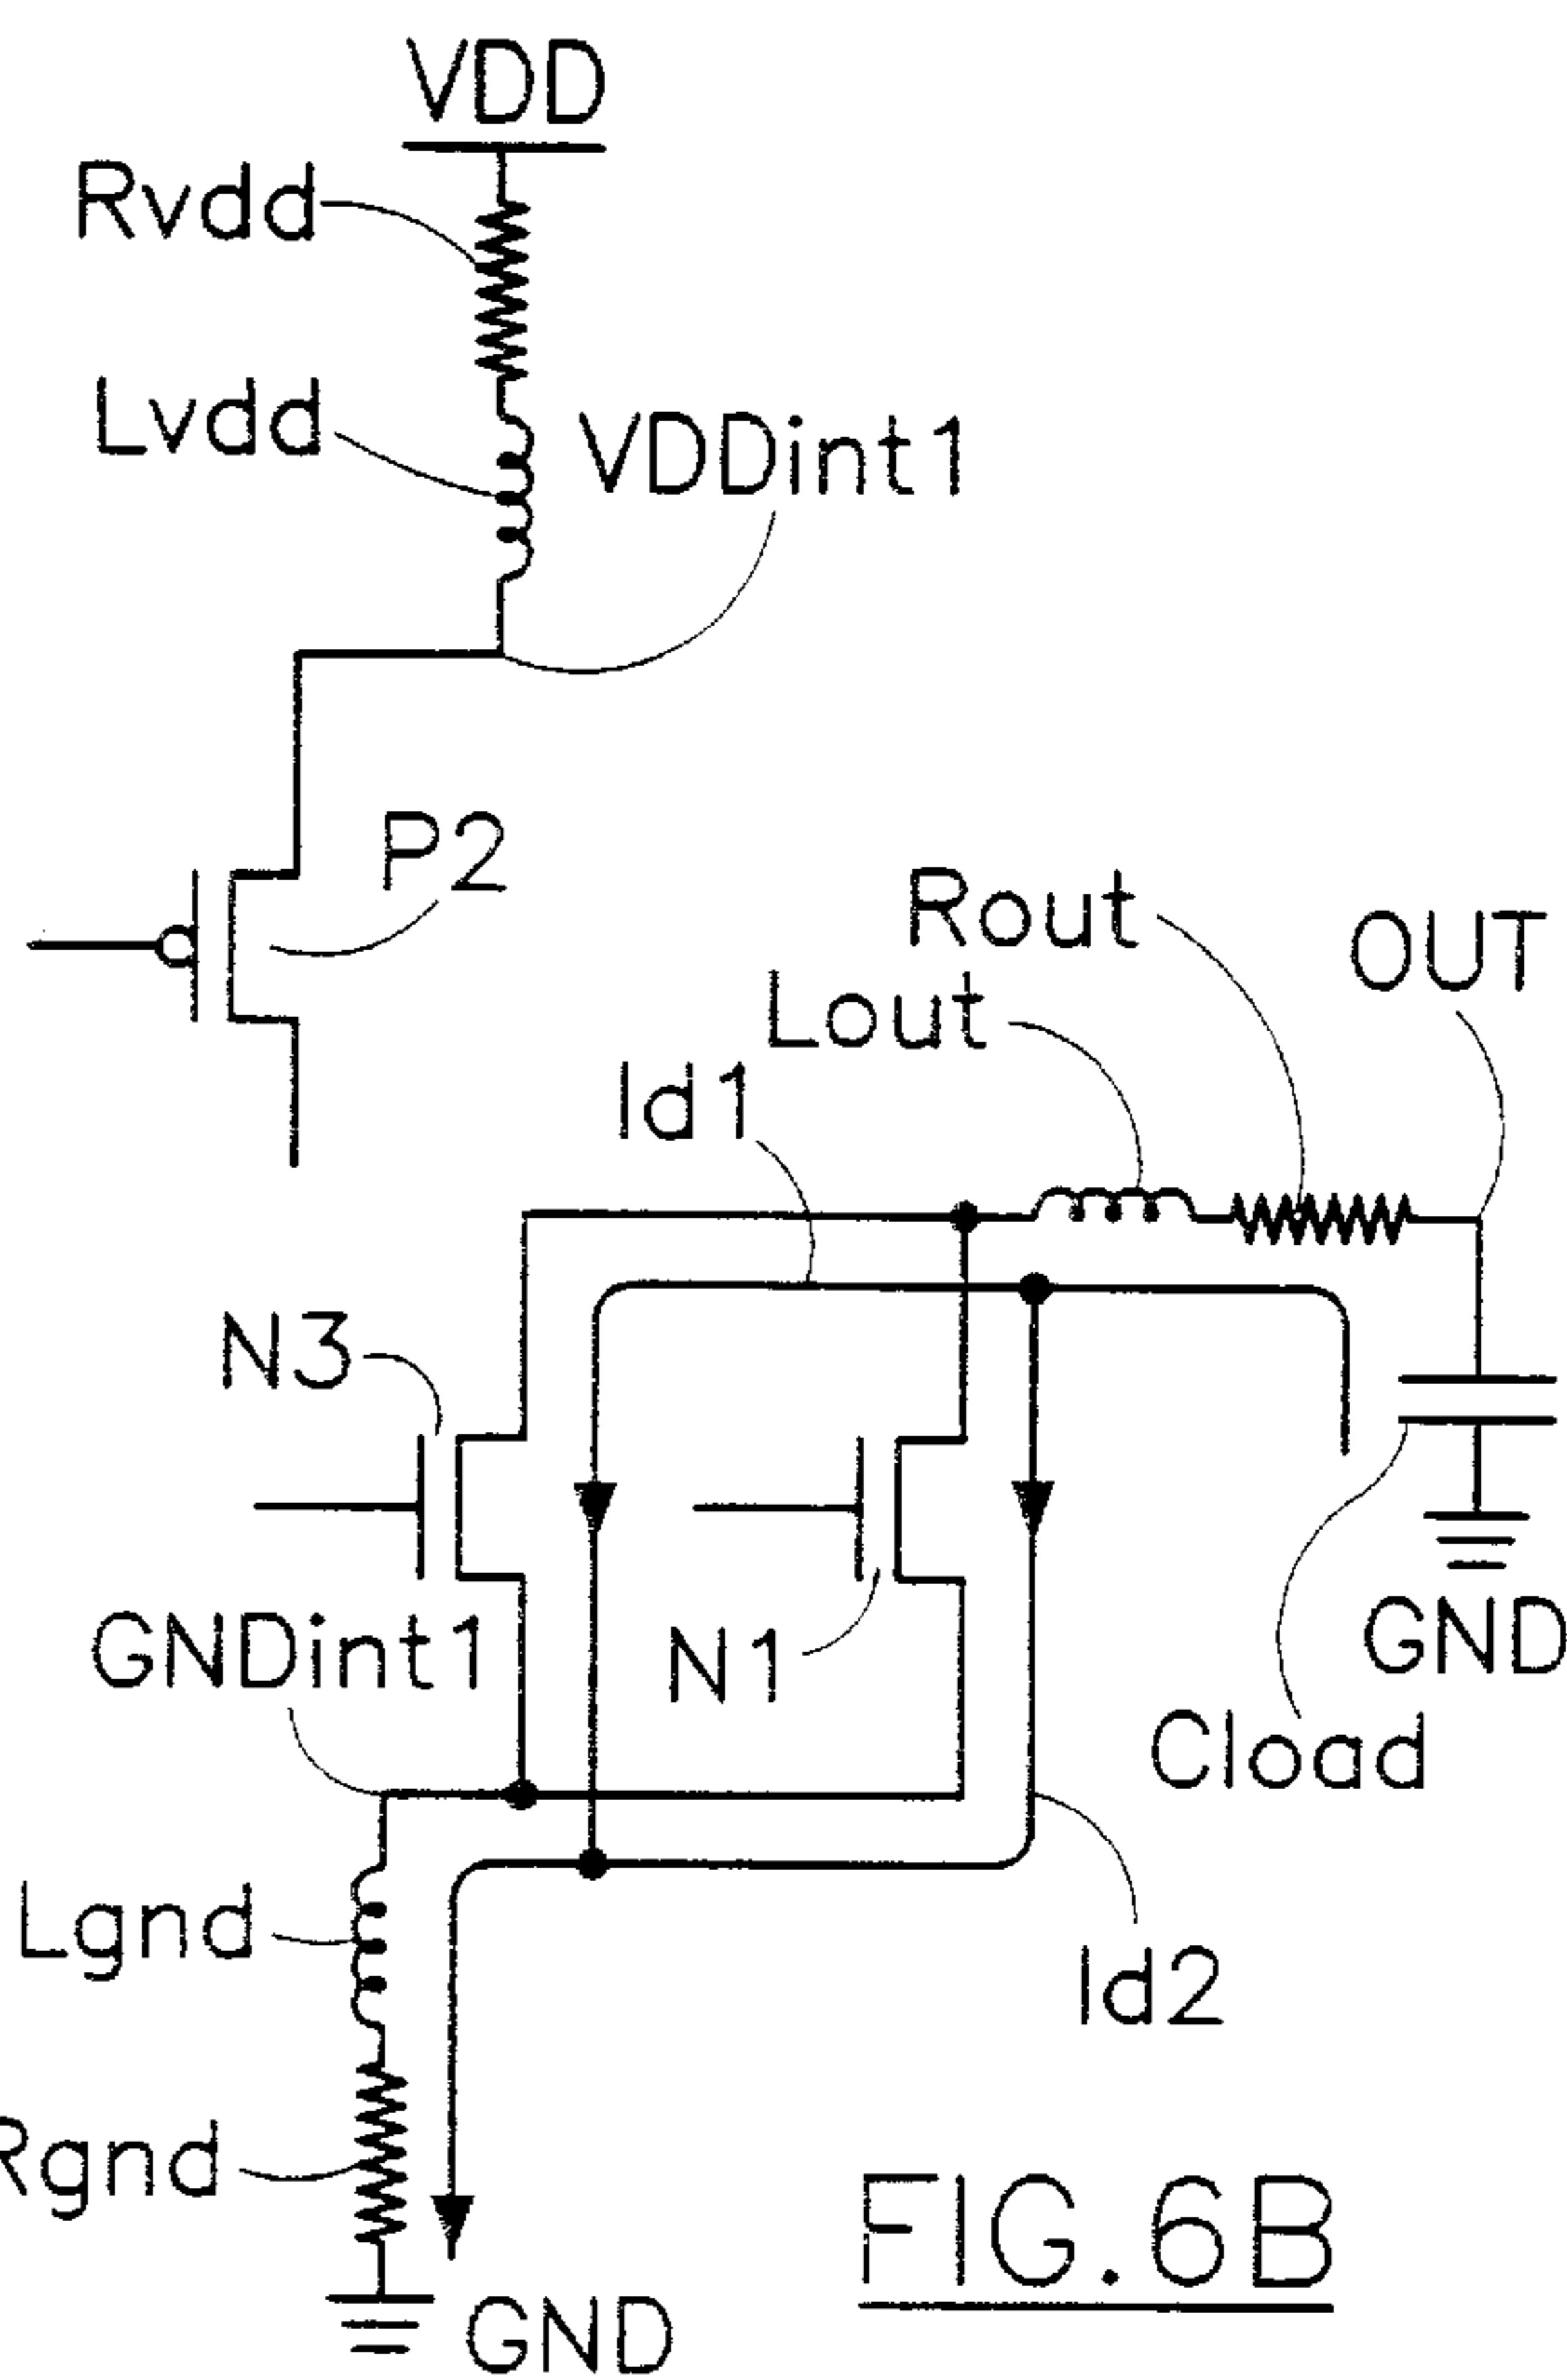 VDD
Rvdd
Lvdd
VDDint1
P2
Rout
OUT
Lout
Id1
N3
GNDint1
N1
GND
Cload
Lgnd
Id2
Rgnd
FIG.6B
GND